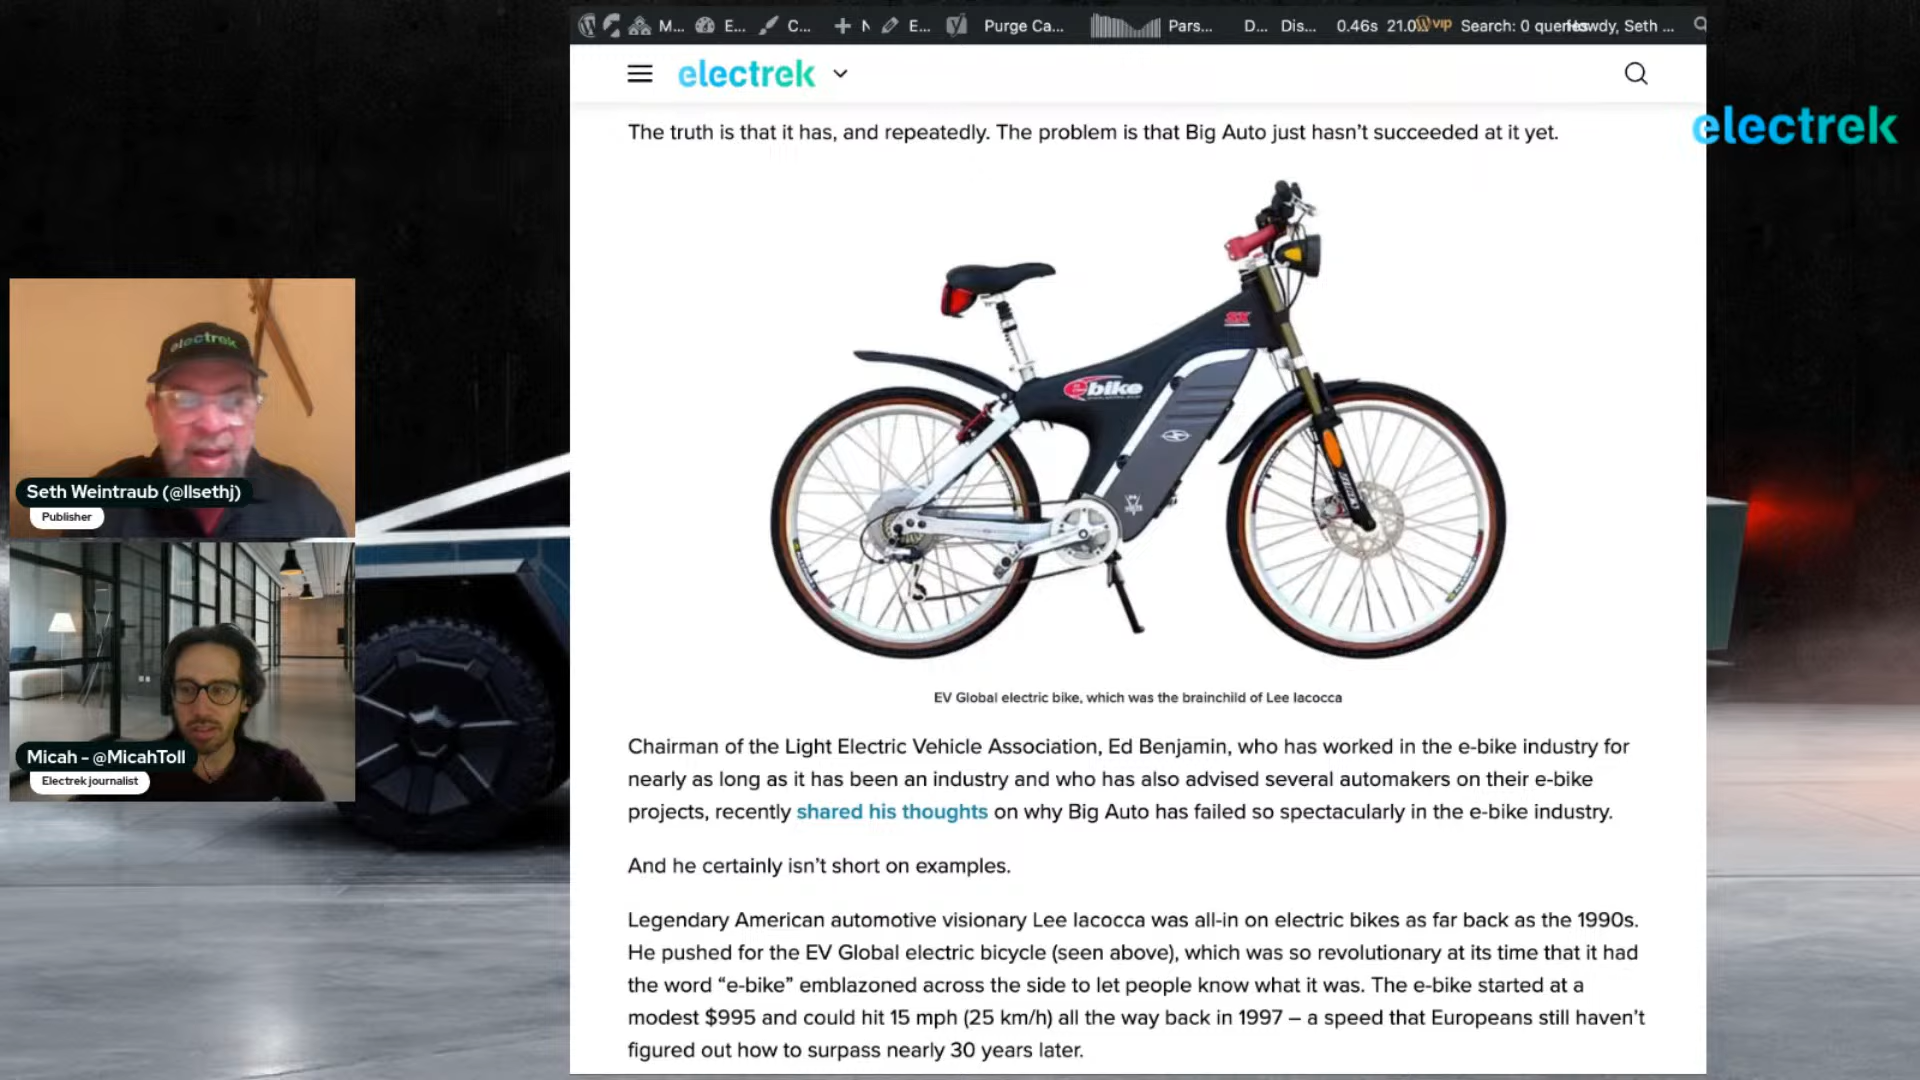 M... E... C... N E... Purge Ca... Pars... D... Dis... 0.46s 21.0 vip Search: 0 queries Howdy, Seth ...
electrek
electrek
The truth is that it has, and repeatedly. The problem is that Big Auto just hasn’t succeeded at it yet.
SX
ebike
electrek
Seth Weintraub (@llsethj)
Publisher
Micah - @MicahToll
Electrek journalist
EV Global electric bike, which was the brainchild of Lee Iacocca
Chairman of the Light Electric Vehicle Association, Ed Benjamin, who has worked in the e-bike industry for
nearly as long as it has been an industry and who has also advised several automakers on their e-bike
projects, recently shared his thoughts on why Big Auto has failed so spectacularly in the e-bike industry.
And he certainly isn’t short on examples.
Legendary American automotive visionary Lee Iacocca was all-in on electric bikes as far back as the 1990s.
He pushed for the EV Global electric bicycle (seen above), which was so revolutionary at its time that it had
the word “e-bike” emblazoned across the side to let people know what it was. The e-bike started at a
modest $995 and could hit 15 mph (25 km/h) all the way back in 1997 – a speed that Europeans still haven’t
figured out how to surpass nearly 30 years later.